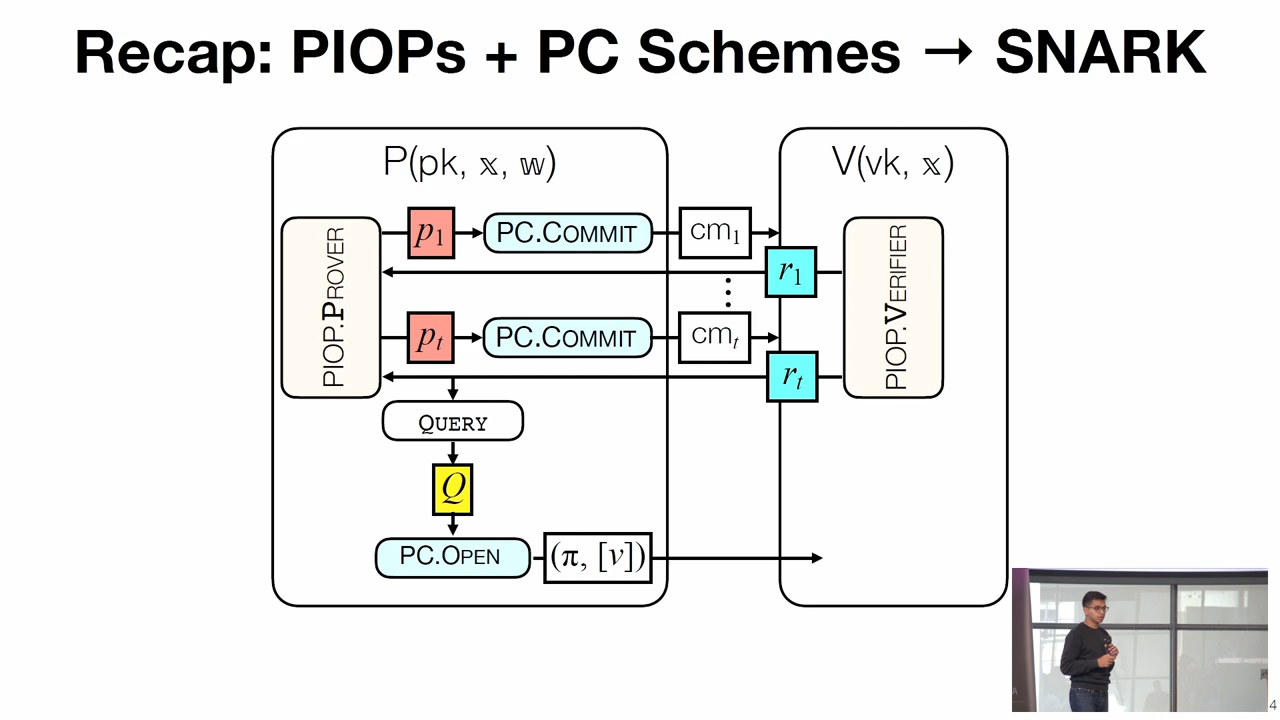 Recap: PIOPs + PC Schemes → SNARK
P(pk, 𝕩, 𝕨)
V(vk, 𝕩)
PIOP.PROVER
p1
PC.COMMIT
cm1
r1
PIOP.VERIFIER
⋮
pt
PC.COMMIT
cmt
rt
QUERY
Q
PC.OPEN
(π, [v])
4